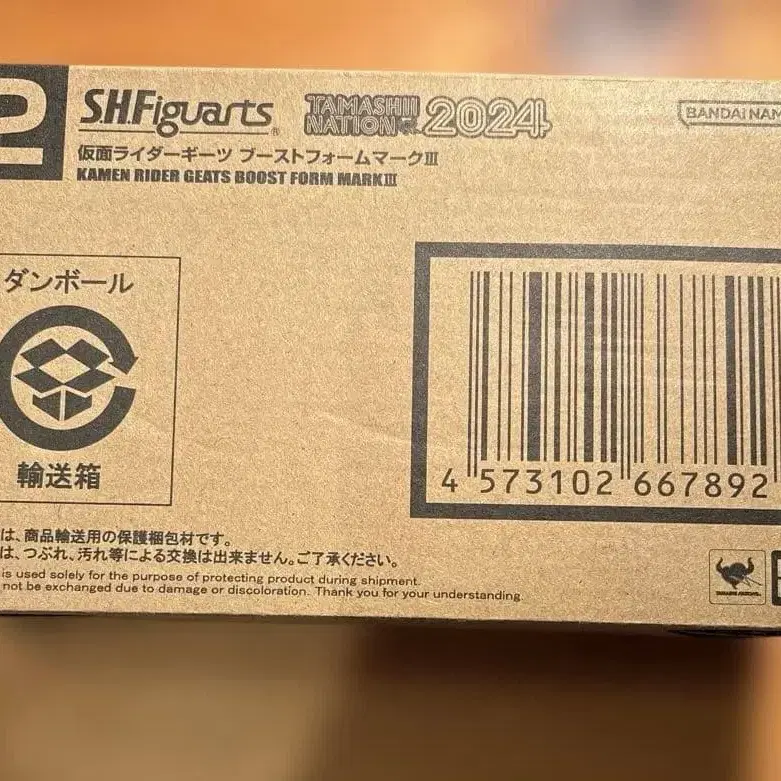 2
S.H.Figuarts
®
TAMASHII
NATION
2024
BANDAI NAM
仮面ライダーギーツ ブーストフォームマークⅢ
KAMEN RIDER GEATS BOOST FORM MARKⅢ
ダンボール
輸送箱
4 573102 667892
は、商品輸送用の保護梱包材です。
は、つぶれ、汚れ等による交換は出来ません。ご了承ください。
is used solely for the purpose of protecting product during shipment.
not be exchanged due to damage or discoloration. Thank you for your understanding.
TAMASHII NATIONS